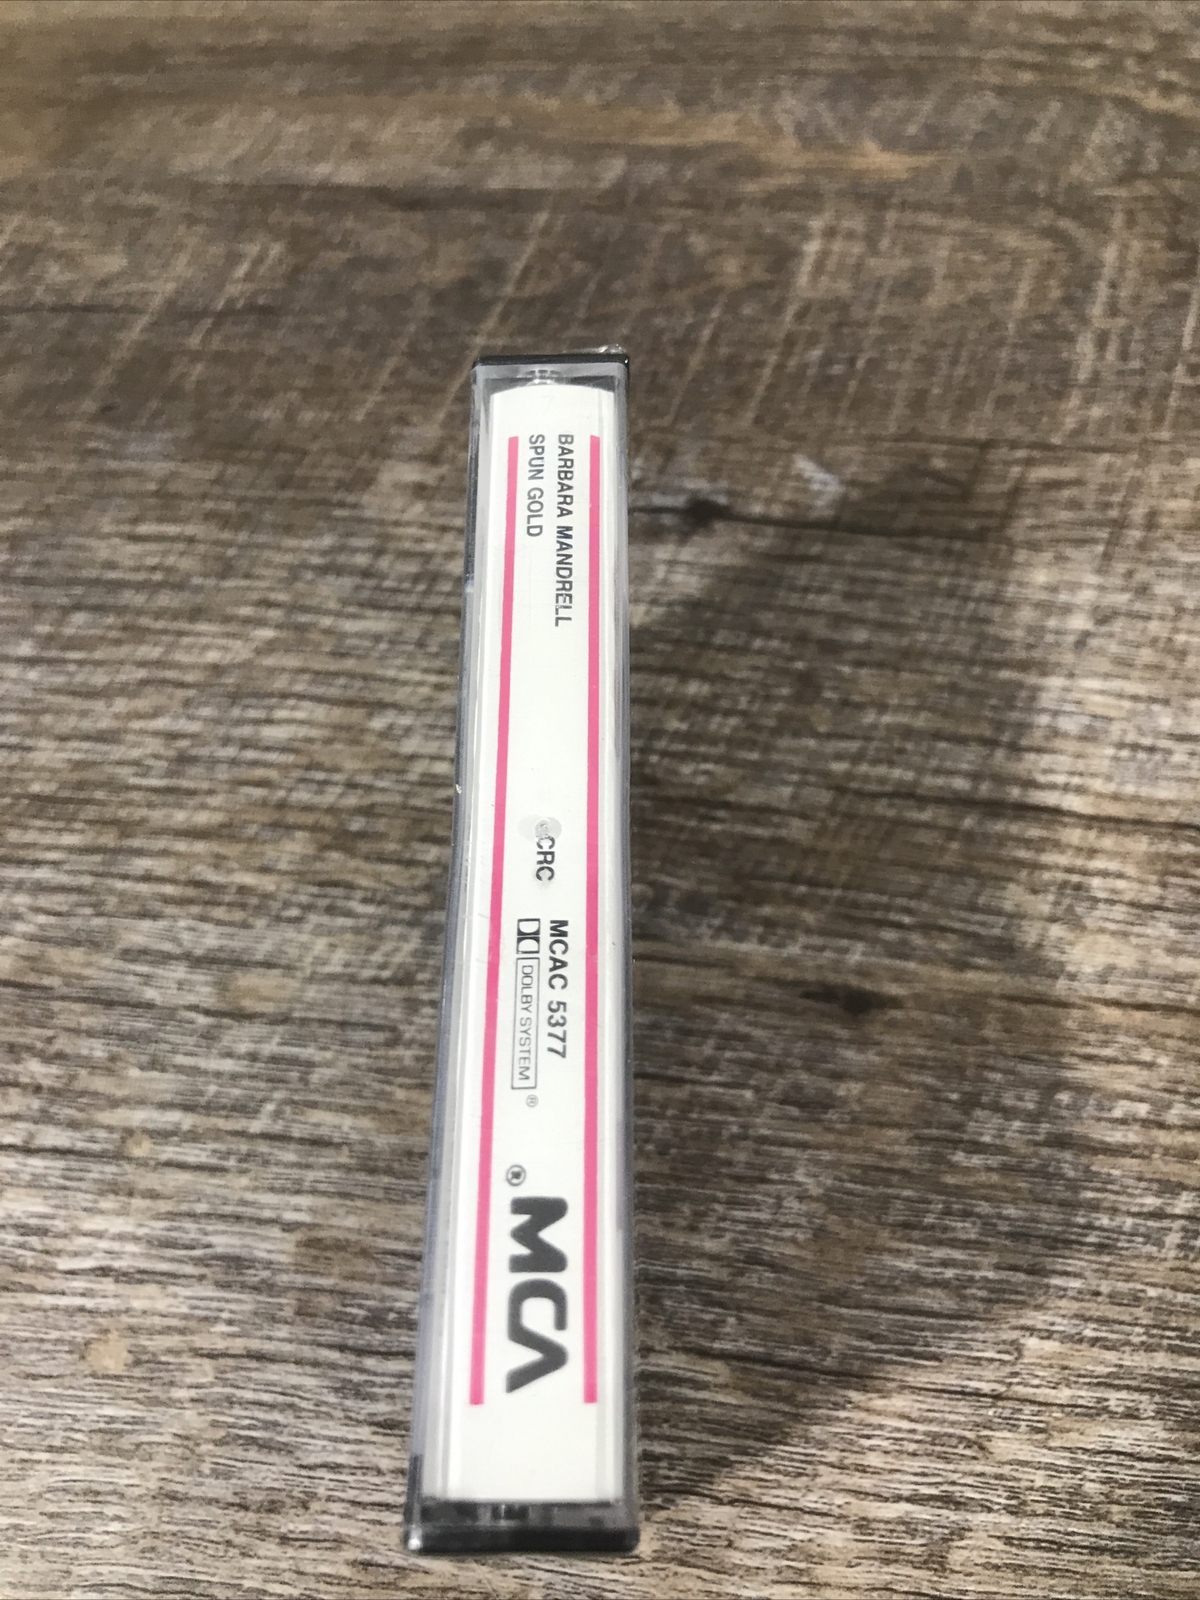 BARBARA MANDRELL
SPUN GOLD
CRC
MCAC 5377
DOLBY SYSTEM ®
MCA ®